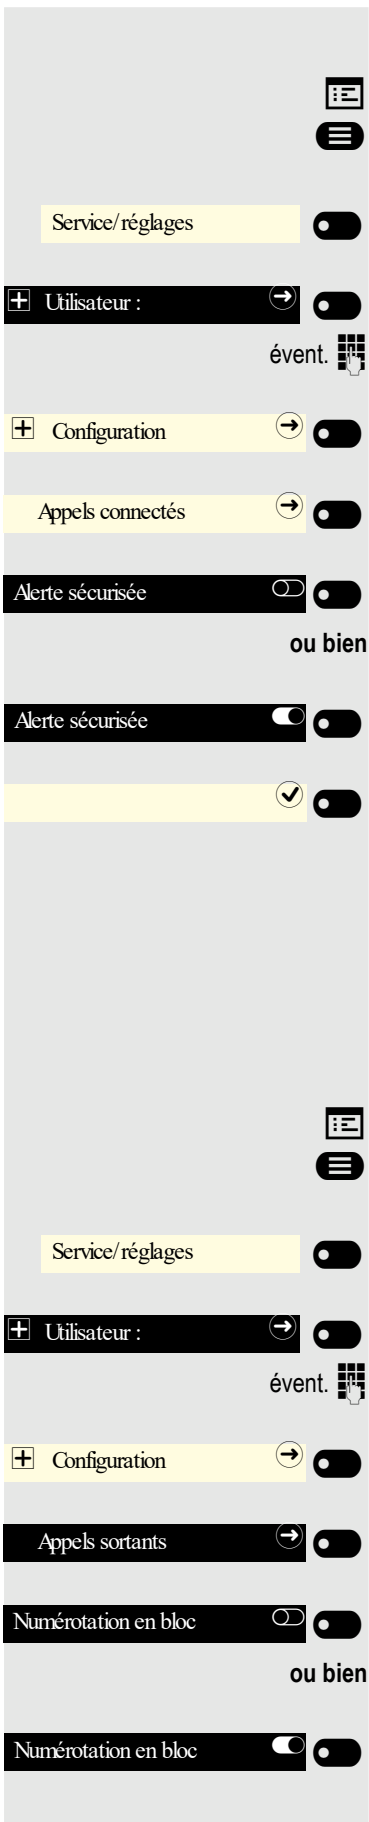 Service/réglages
Utilisateur :
évent.
Configuration
Appels connectés
Alerte sécurisée
ou bien
Alerte sécurisée
Service/réglages
Utilisateur :
évent.
Configuration
Appels sortants
Numérotation en bloc
ou bien
Numérotation en bloc